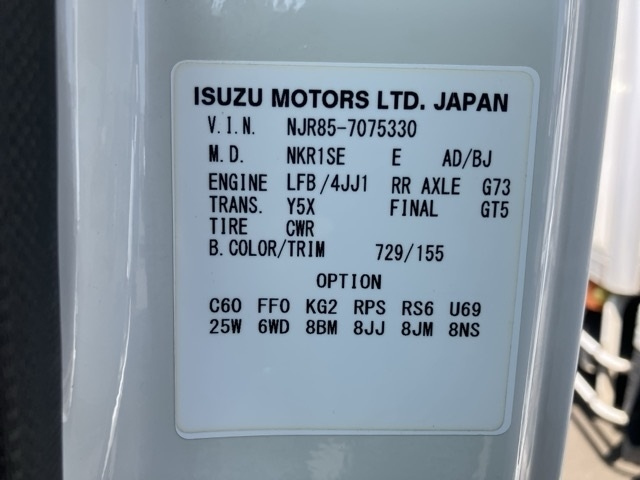 ISUZU MOTORS LTD. JAPAN
V.I.N. NJR85-7075330
M.D. NKR1SE E AD/BJ
ENGINE LFB/4JJ1 RR AXLE G73
TRANS. Y5X FINAL GT5
TIRE CWR
B.COLOR/TRIM 729/155
OPTION
C60 FF0 KG2 RPS RS6 U69
25W 6WD 8BM 8JJ 8JM 8NS